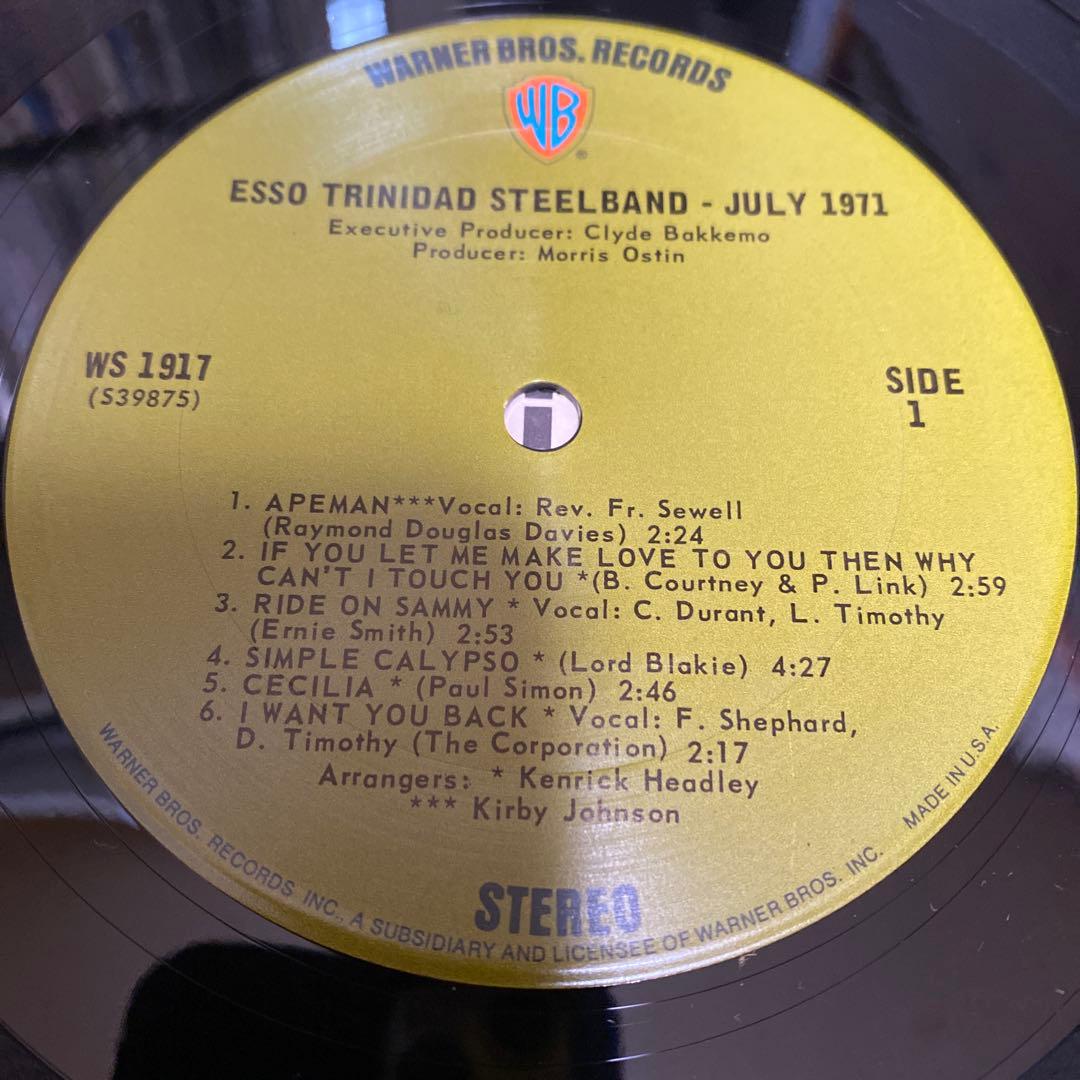 WARNER BROS. RECORDS
WB
®
ESSO TRINIDAD STEELBAND - JULY 1971
Executive Producer: Clyde Bakkemo
Producer: Morris Ostin
WS 1917
(S39875)
SIDE
1
1. APEMAN***Vocal: Rev. Fr. Sewell
(Raymond Douglas Davies) 2:24
2. IF YOU LET ME MAKE LOVE TO YOU THEN WHY
CAN'T I TOUCH YOU *(B. Courtney & P. Link) 2:59
3. RIDE ON SAMMY * Vocal: C. Durant, L. Timothy
(Ernie Smith) 2:53
4. SIMPLE CALYPSO * (Lord Blakie) 4:27
5. CECILIA * (Paul Simon) 2:46
6. I WANT YOU BACK * Vocal: F. Shephard,
D. Timothy (The Corporation) 2:17
Arrangers: * Kenrick Headley
*** Kirby Johnson
STEREO
WARNER BROS. RECORDS INC., A SUBSIDIARY AND LICENSEE OF WARNER BROS. INC. MADE IN U.S.A.